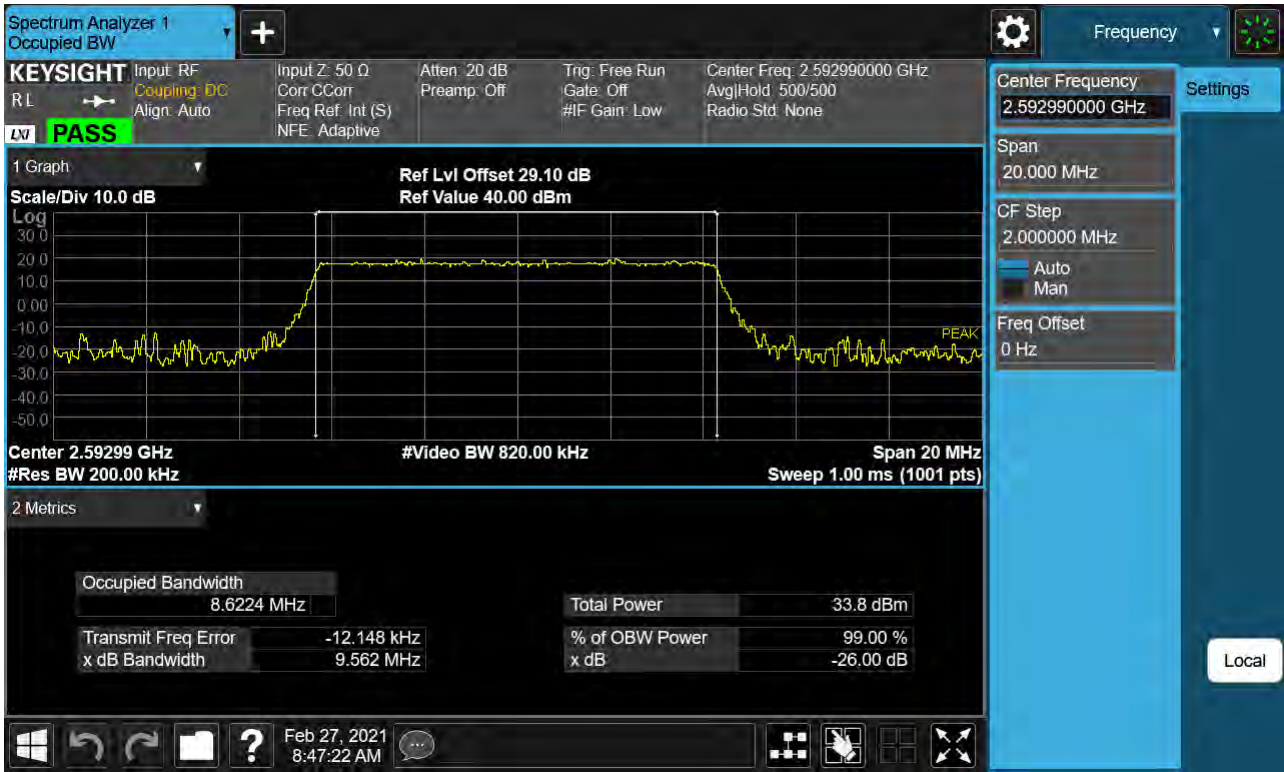 Spectrum Analyzer 1
Occupied BW
+
Frequency
KEYSIGHT
RL
LXI
PASS
Input: RF
Coupling: DC
Align: Auto
Input Z: 50 Ω
Corr CCorr
Freq Ref: Int (S)
NFE: Adaptive
Atten: 20 dB
Preamp: Off
Trig: Free Run
Gate: Off
#IF Gain: Low
Center Freq: 2.592990000 GHz
Avg|Hold: 500/500
Radio Std: None
Center Frequency
2.592990000 GHz
Settings
Span
20.000 MHz
CF Step
2.000000 MHz
Auto
Man
Freq Offset
0 Hz
Local
1 Graph
Scale/Div 10.0 dB
Ref Lvl Offset 29.10 dB
Ref Value 40.00 dBm
Log
30.0
20.0
10.0
0.00
-10.0
-20.0
-30.0
-40.0
-50.0
PEAK
Center 2.59299 GHz
#Video BW 820.00 kHz
Span 20 MHz
#Res BW 200.00 kHz
Sweep 1.00 ms (1001 pts)
2 Metrics
Occupied Bandwidth
8.6224 MHz
Total Power 33.8 dBm
Transmit Freq Error -12.148 kHz
% of OBW Power 99.00 %
x dB Bandwidth 9.562 MHz
x dB -26.00 dB
?
Feb 27, 2021
8:47:22 AM